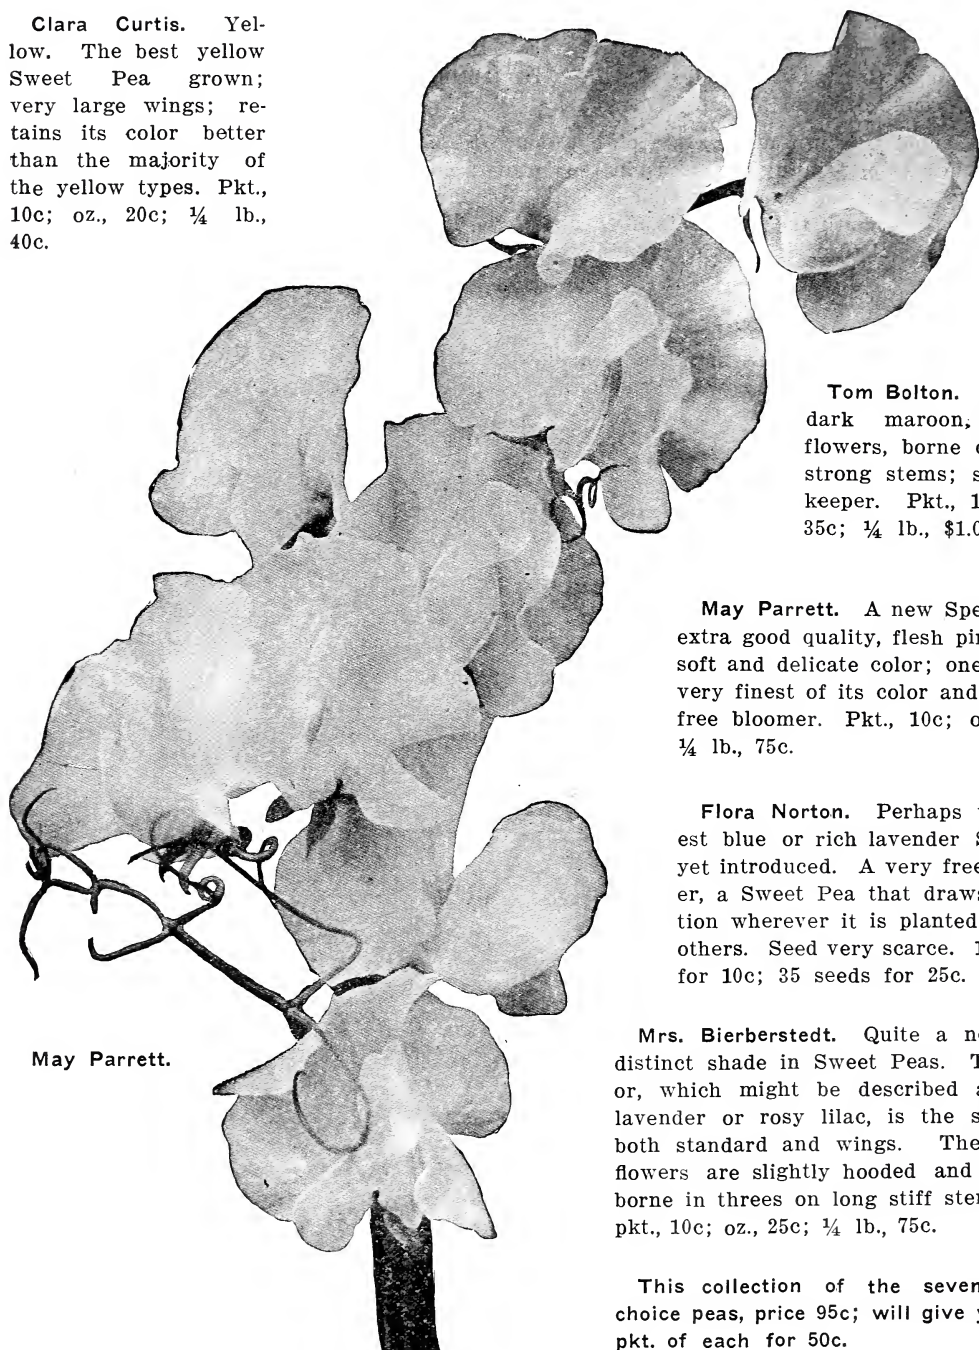 Clara Curtis. Yel-
low. The best yellow
Sweet Pea grown;
very large wings; re-
tains its color better
than the majority of
the yellow types. Pkt.,
10c; oz., 20c; ¼ lb.,
40c.
Tom Bolton.
dark maroon,
flowers, borne
strong stems;
keeper. Pkt.,
35c; ¼ lb.,
May Parrett. A new
extra good quality, flesh
soft and delicate color; one
very finest of its color and
free bloomer. Pkt., 10c;
¼ lb., 75c.
Flora Norton. Perhaps
est blue or rich lavender
yet introduced. A very free
er, a Sweet Pea that draws
tion wherever it is planted
others. Seed very scarce.
for 10c; 35 seeds for 25c.
Mrs. Bierberstedt. Quite a
distinct shade in Sweet Peas.
or, which might be described
lavender or rosy lilac, is the
both standard and wings. The
flowers are slightly hooded and
borne in threes on long stiff
pkt., 10c; oz., 25c; ¼ lb., 75c.
This collection of the seven
choice peas, price 95c; will give
pkt. of each for 50c.
May Parrett.